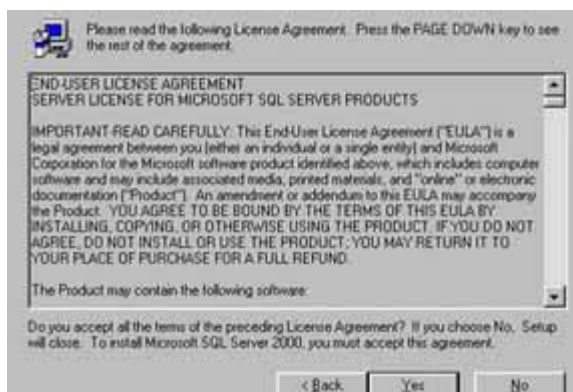 Please read the following License Agreement. Press the PAGE DOWN key to see
the rest of the agreement.
END-USER LICENSE AGREEMENT
SERVER LICENSE FOR MICROSOFT SQL SERVER PRODUCTS
IMPORTANT-READ CAREFULLY: This End-User License Agreement ("EULA") is a
legal agreement between you (either an individual or a single entity) and Microsoft
Corporation for the Microsoft software product identified above, which includes computer
software and may include associated media, printed materials, and "online" or electronic
documentation ("Product"). An amendment or addendum to this EULA may accompany
the Product. YOU AGREE TO BE BOUND BY THE TERMS OF THIS EULA BY
INSTALLING, COPYING, OR OTHERWISE USING THE PRODUCT. IF YOU DO NOT
AGREE, DO NOT INSTALL OR USE THE PRODUCT; YOU MAY RETURN IT TO
YOUR PLACE OF PURCHASE FOR A FULL REFUND.
The Product may contain the following software:
Do you accept all the terms of the preceding License Agreement? If you choose No, Setup
will close. To install Microsoft SQL Server 2000, you must accept this agreement.
< Back Yes No